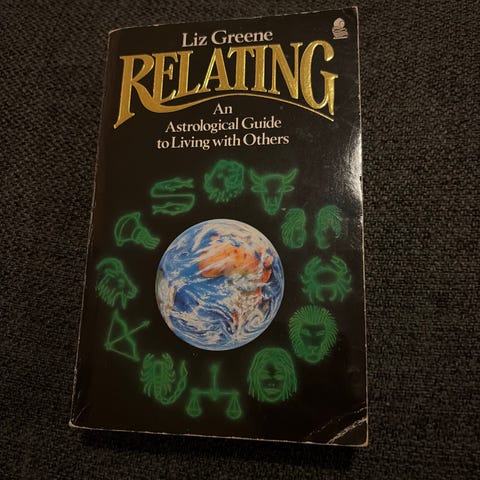 Liz Greene
RELATING
An
Astrological Guide
to Living with Others